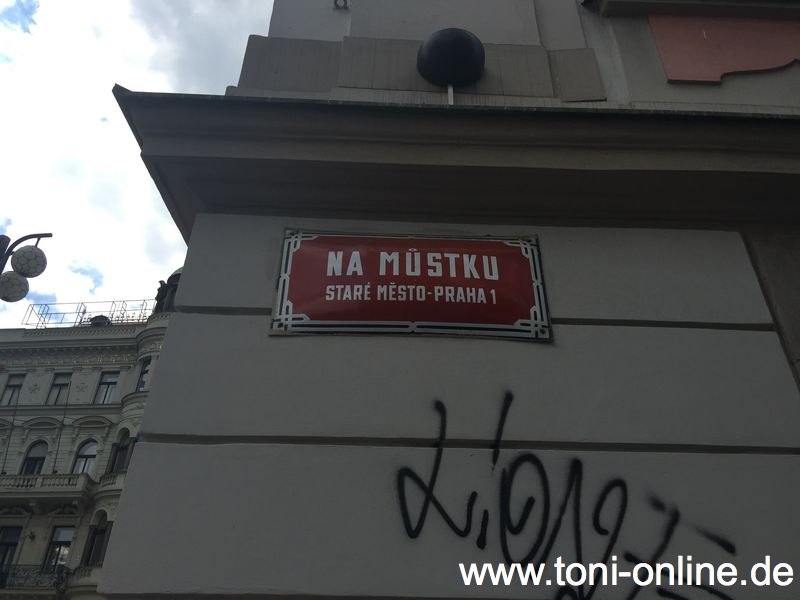 NA MŮSTKU
STARÉ MĚSTO-PRAHA 1
www.toni-online.de